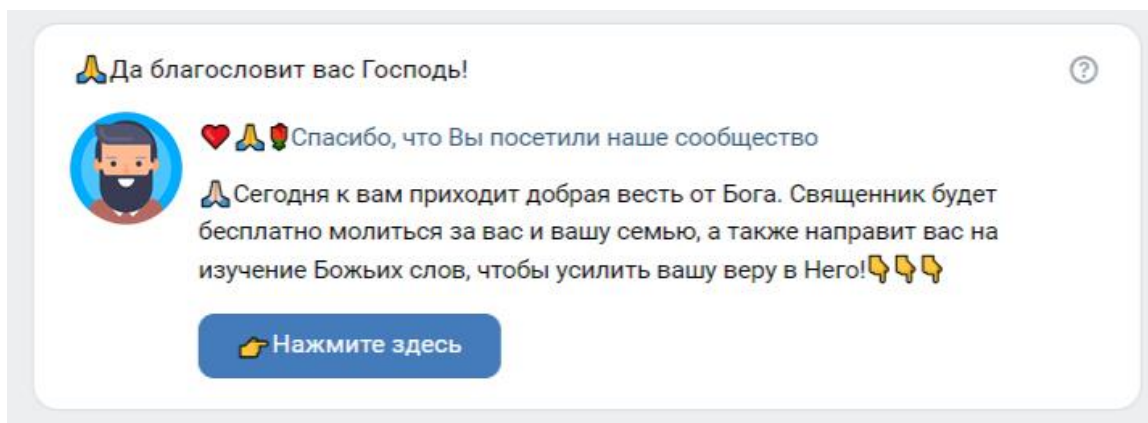 🙏Да благословит вас Господь!
❤️🙏🌹Спасибо, что Вы посетили наше сообщество
🙏🏻Сегодня к вам приходит добрая весть от Бога. Священник будет
бесплатно молиться за вас и вашу семью, а также направит вас на
изучение Божьих слов, чтобы усилить вашу веру в Него!👇👇👇
👉Нажмите здесь